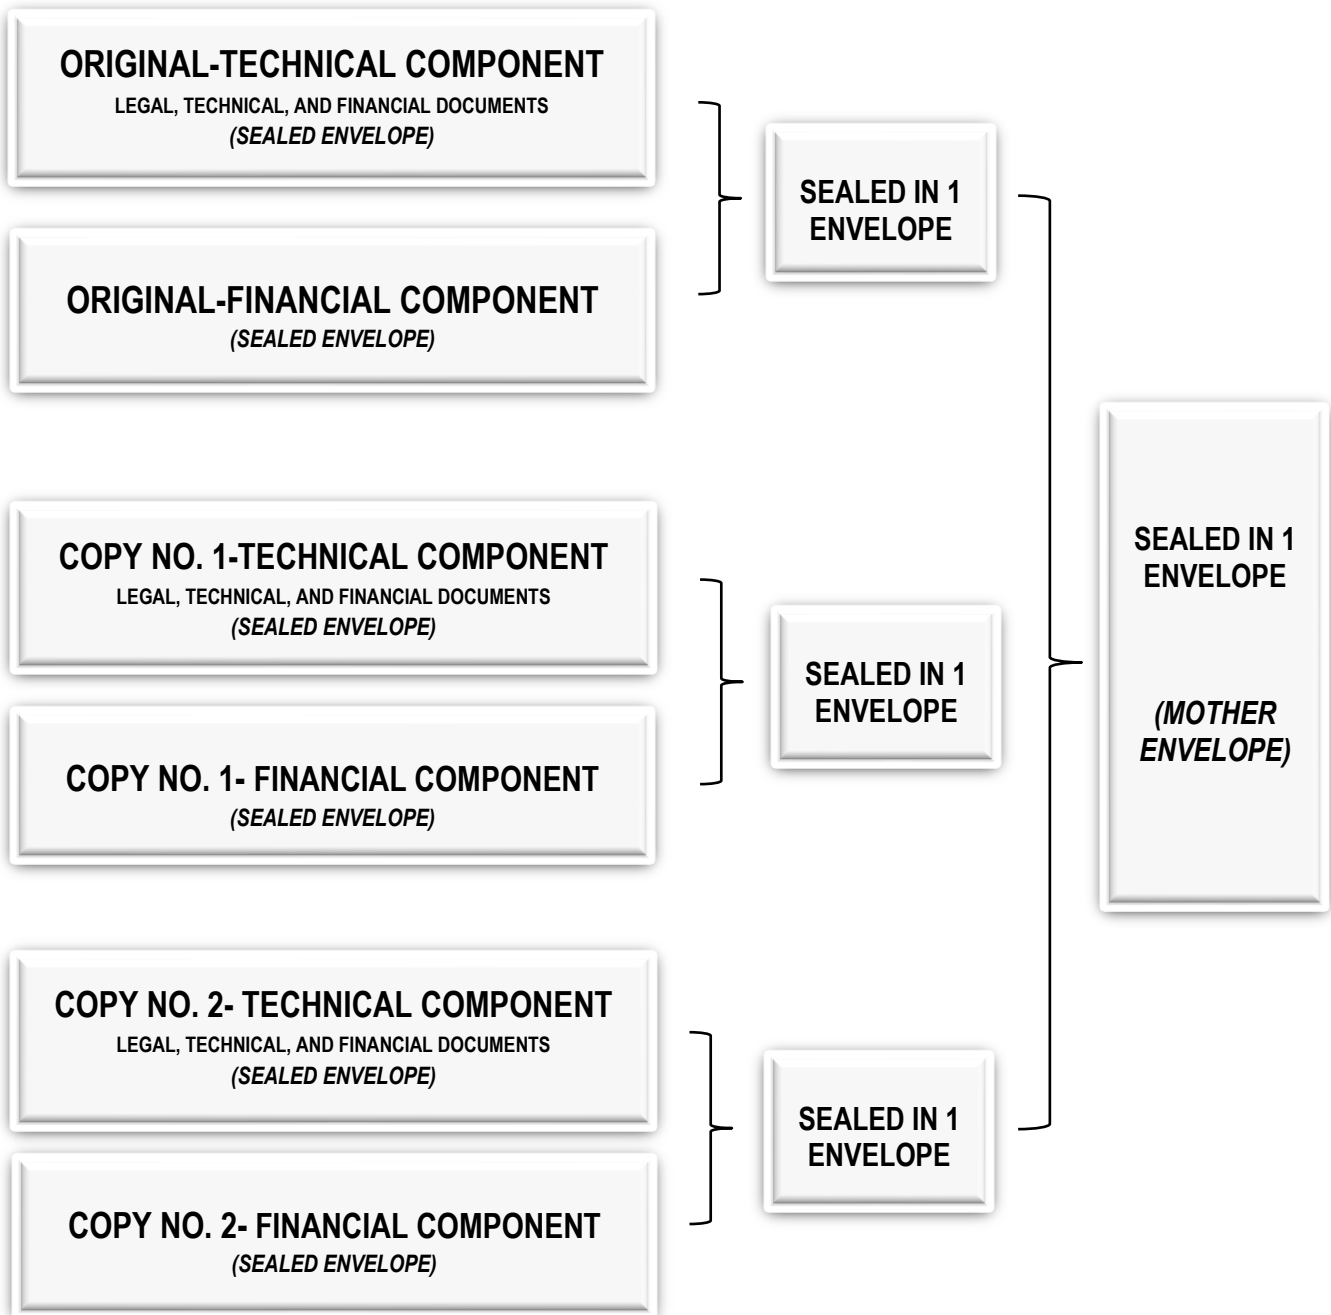 ORIGINAL-TECHNICAL COMPONENT
LEGAL, TECHNICAL, AND FINANCIAL DOCUMENTS
(SEALED ENVELOPE)
ORIGINAL-FINANCIAL COMPONENT
(SEALED ENVELOPE)
SEALED IN 1
ENVELOPE
COPY NO. 1-TECHNICAL COMPONENT
LEGAL, TECHNICAL, AND FINANCIAL DOCUMENTS
(SEALED ENVELOPE)
COPY NO. 1- FINANCIAL COMPONENT
(SEALED ENVELOPE)
SEALED IN 1
ENVELOPE
COPY NO. 2- TECHNICAL COMPONENT
LEGAL, TECHNICAL, AND FINANCIAL DOCUMENTS
(SEALED ENVELOPE)
COPY NO. 2- FINANCIAL COMPONENT
(SEALED ENVELOPE)
SEALED IN 1
ENVELOPE
SEALED IN 1
ENVELOPE
(MOTHER
ENVELOPE)